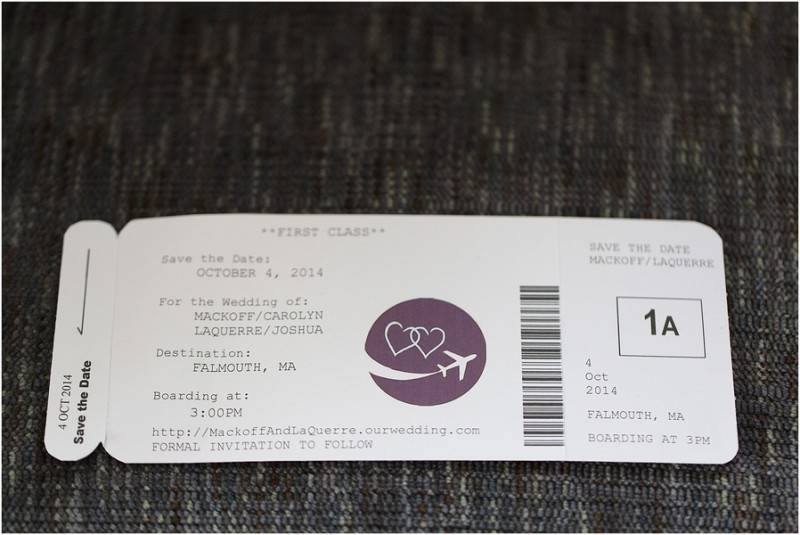 4 OCT 2014
Save the Date
**FIRST CLASS**
Save the Date:
OCTOBER 4, 2014
For the Wedding of:
MACKOFF/CAROLYN
LAQUERRE/JOSHUA
Destination:
FALMOUTH, MA
Boarding at:
3:00PM
http://MackoffAndLaQuerre.ourwedding.com
FORMAL INVITATION TO FOLLOW
SAVE THE DATE
MACKOFF/LAQUERRE
1A
4
Oct
2014
FALMOUTH, MA
BOARDING AT 3PM